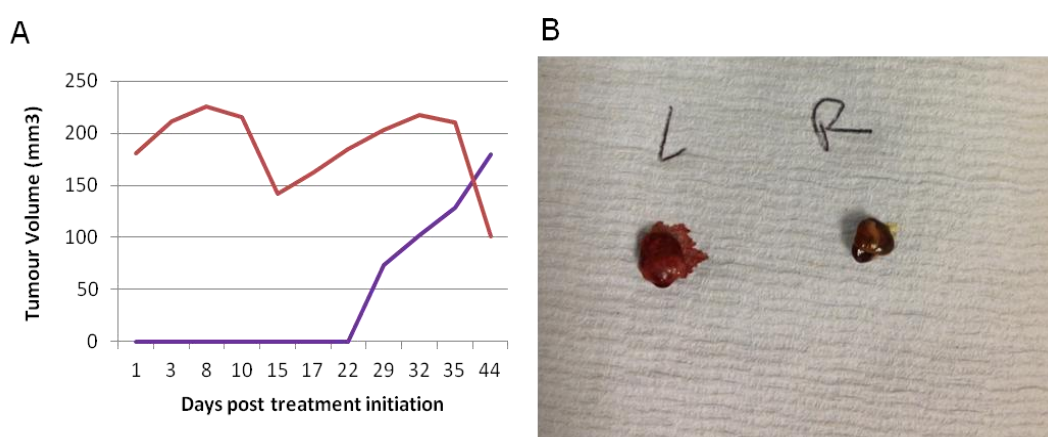 A
Tumour Volume (mm3)
250
200
150
100
50
0
1 3 8 10 15 17 22 29 32 35 44
Days post treatment initiation
B
L R